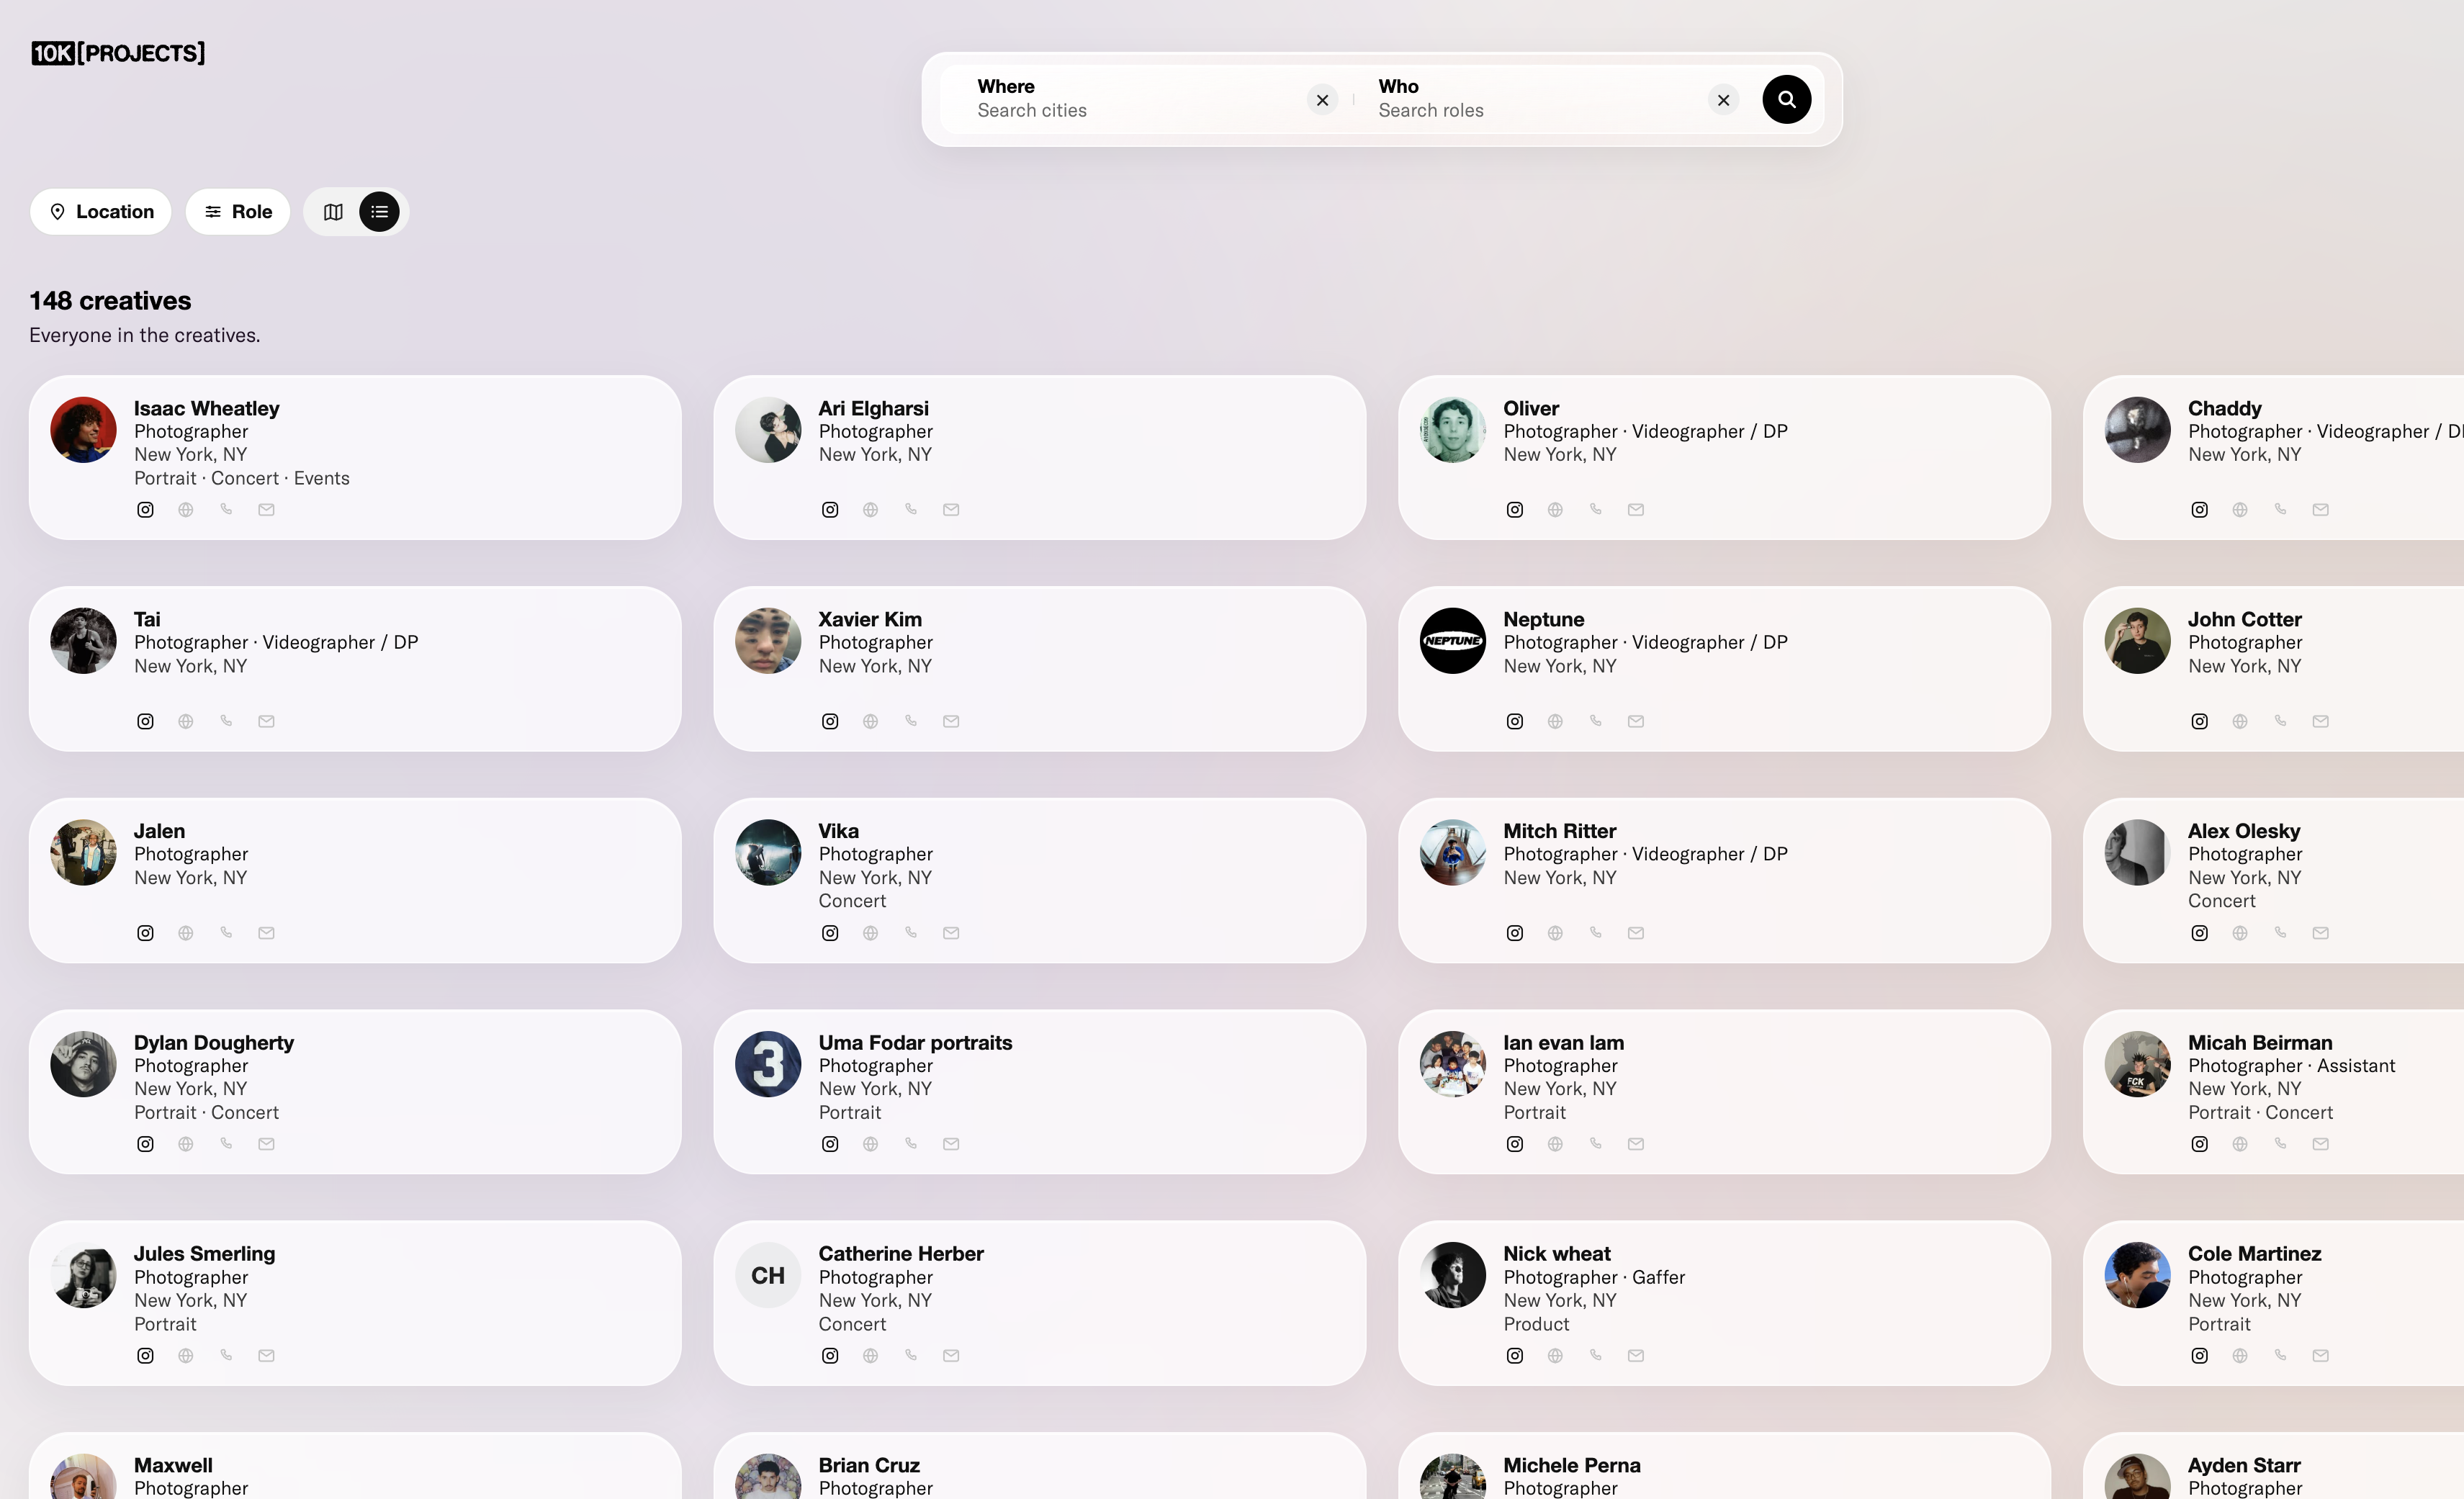 10K[PROJECTS]
Where
Search cities
Who
Search roles
Location
Role
148 creatives
Everyone in the creatives.
Isaac Wheatley
Photographer
New York, NY
Portrait · Concert · Events
Ari Elgharsi
Photographer
New York, NY
Oliver
Photographer · Videographer / DP
New York, NY
Chaddy
Photographer · Videographer / D
New York, NY
Tai
Photographer · Videographer / DP
New York, NY
Xavier Kim
Photographer
New York, NY
NEPTUNE
Neptune
Photographer · Videographer / DP
New York, NY
John Cotter
Photographer
New York, NY
Jalen
Photographer
New York, NY
Vika
Photographer
New York, NY
Concert
Mitch Ritter
Photographer · Videographer / DP
New York, NY
Alex Olesky
Photographer
New York, NY
Concert
Dylan Dougherty
Photographer
New York, NY
Portrait · Concert
3
Uma Fodar portraits
Photographer
New York, NY
Portrait
Ian evan lam
Photographer
New York, NY
Portrait
FCK
Micah Beirman
Photographer · Assistant
New York, NY
Portrait · Concert
Jules Smerling
Photographer
New York, NY
Portrait
CH
Catherine Herber
Photographer
New York, NY
Concert
Nick wheat
Photographer · Gaffer
New York, NY
Product
Cole Martinez
Photographer
New York, NY
Portrait
Maxwell
Photographer
Brian Cruz
Photographer
Michele Perna
Photographer
Ayden Starr
Photographer